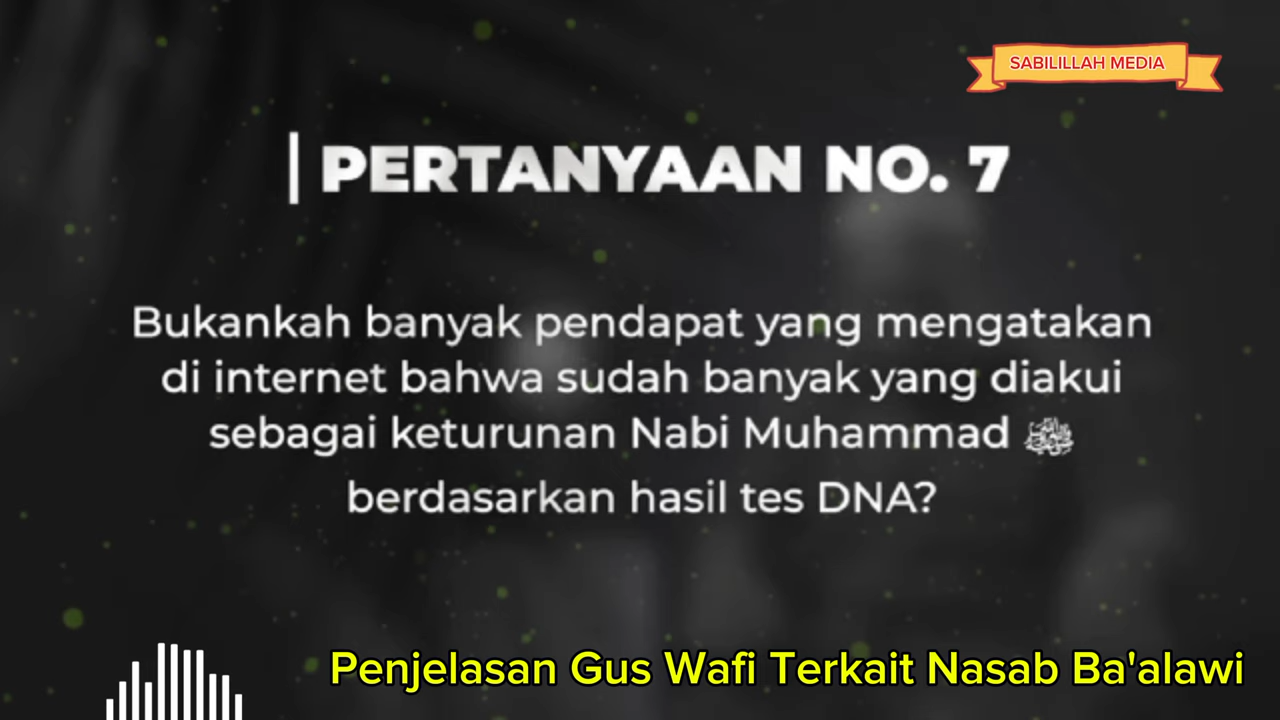 SABILILLAH MEDIA
| PERTANYAAN NO. 7
Bukankah banyak pendapat yang mengatakan
di internet bahwa sudah banyak yang diakui
sebagai keturunan Nabi Muhammad ﷺ
berdasarkan hasil tes DNA?
Penjelasan Gus Wafi Terkait Nasab Ba'alawi